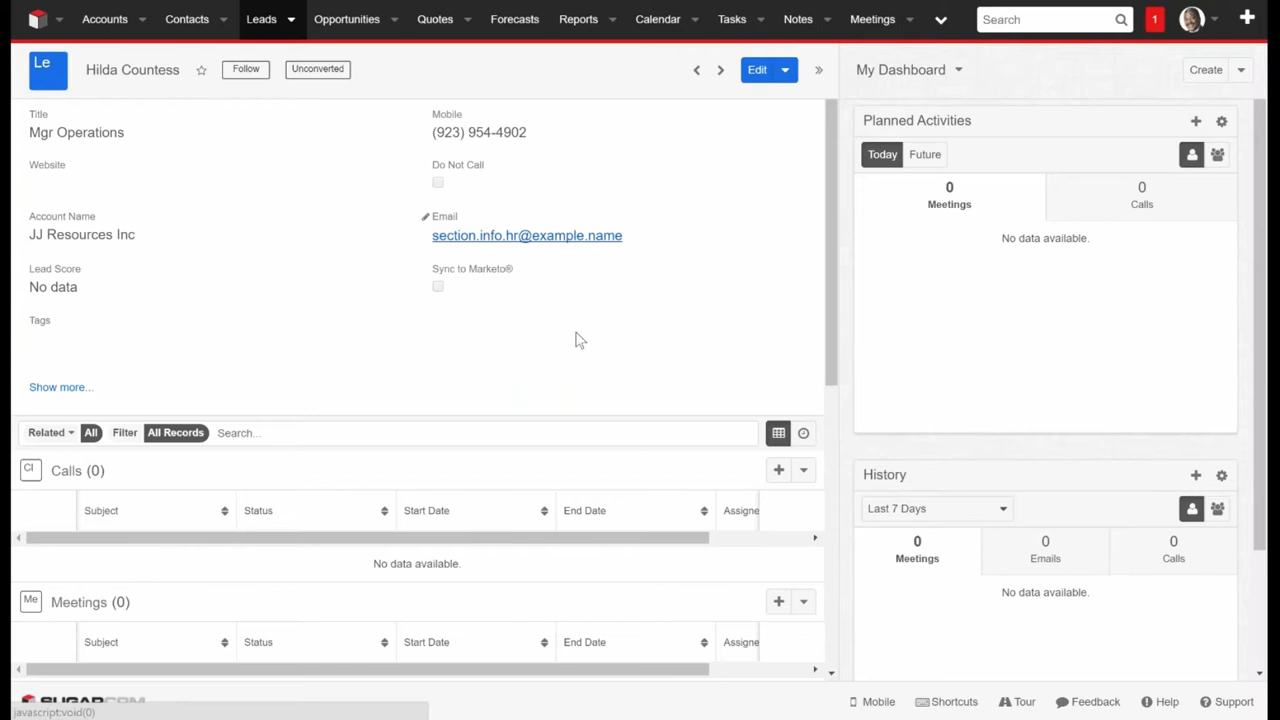 Accounts Contacts Leads Opportunities Quotes Forecasts Reports Calendar Tasks Notes Meetings Search 1
Le Hilda Countess Follow Unconverted Edit My Dashboard Create
Title
Mgr Operations
Mobile
(923) 954-4902
Website
Do Not Call
Account Name
JJ Resources Inc
Email
section.info.hr@example.name
Lead Score
No data
Sync to Marketo®
Tags
Show more...
Related All Filter All Records Search...
Cl Calls (0)
Subject Status Start Date End Date Assigne
No data available.
Me Meetings (0)
Subject Status Start Date End Date Assigne
Planned Activities
Today Future
0 0
Meetings Calls
No data available.
History
Last 7 Days
0 0 0
Meetings Emails Calls
No data available.
SUGARCRM Mobile Shortcuts Tour Feedback Help Support
javascript:void(0)